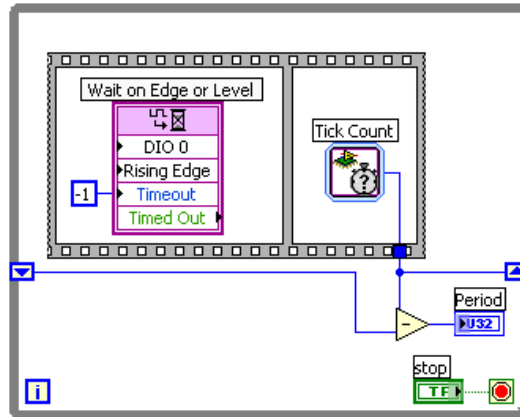 Wait on Edge or Level
DIO 0
Rising Edge
-1
Timeout
Timed Out
Tick Count
?
-
Period
U32
stop
TF
i